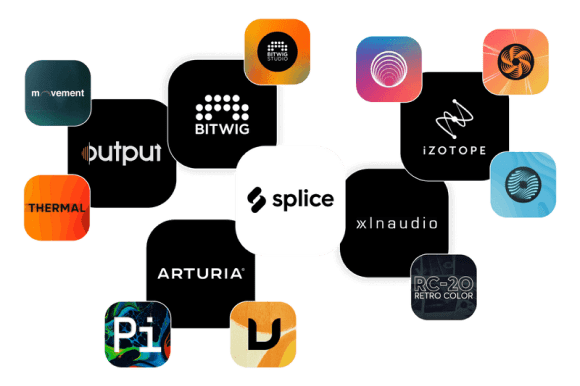 BITWIG
STUDIO
movement
BITWIG
output
iZOTOPE
splice
THERMAL
xlnaudio
ARTURIA
RC-20
RETRO COLOR
Pi
V